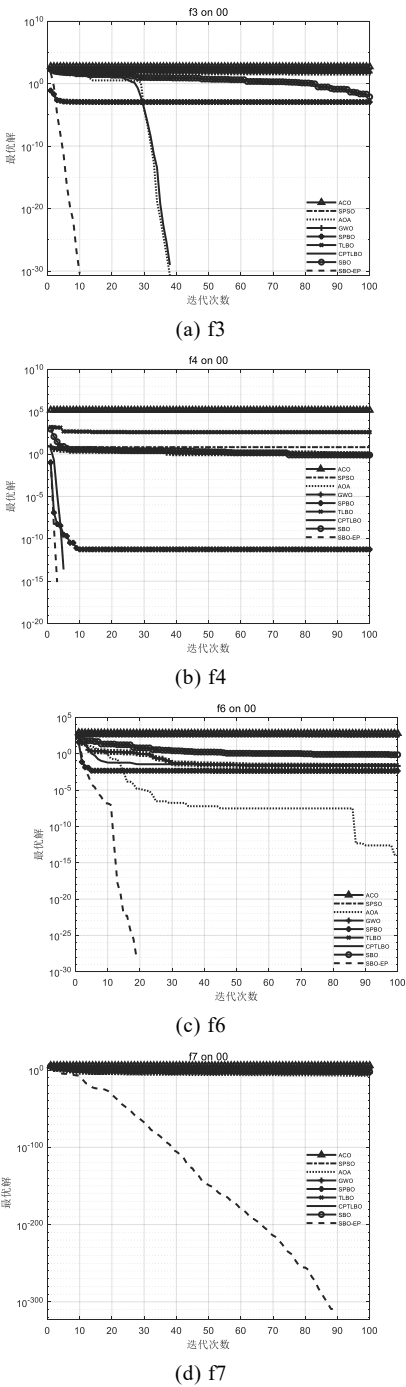 f3 on 00
10^10
10^0
10^-10
10^-20
10^-30
最优解
ACO
SPSO
AOA
GWO
SPBO
TLBO
CPTLBO
SBO
SBO-EP
0 10 20 30 40 50 60 70 80 90 100
迭代次数
(a) f3
f4 on 00
10^10
10^5
10^0
10^-5
10^-10
10^-15
10^-20
最优解
ACO
SPSO
AOA
GWO
SPBO
TLBO
CPTLBO
SBO
SBO-EP
0 10 20 30 40 50 60 70 80 90 100
迭代次数
(b) f4
f6 on 00
10^5
10^0
10^-5
10^-10
10^-15
10^-20
10^-25
10^-30
最优解
ACO
SPSO
AOA
GWO
SPBO
TLBO
CPTLBO
SBO
SBO-EP
0 10 20 30 40 50 60 70 80 90 100
迭代次数
(c) f6
f7 on 00
10^0
10^-100
10^-200
10^-300
最优解
ACO
SPSO
AOA
GWO
SPBO
TLBO
CPTLBO
SBO
SBO-EP
0 10 20 30 40 50 60 70 80 90 100
迭代次数
(d) f7